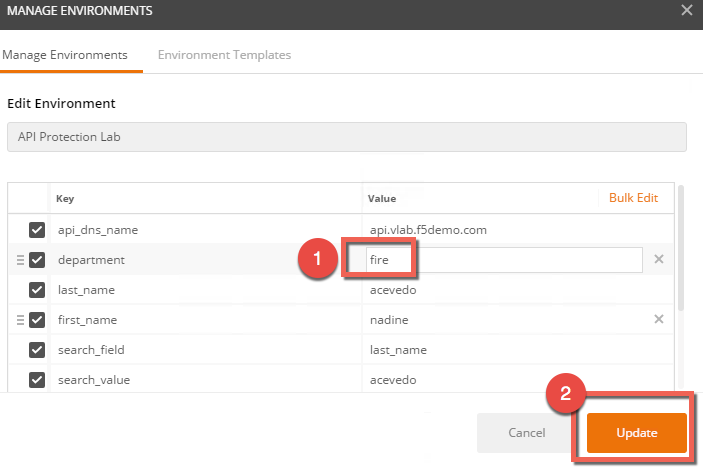 MANAGE ENVIRONMENTS
Manage Environments Environment Templates
Edit Environment
API Protection Lab
Key Value Bulk Edit
api_dns_name api.vlab.f5demo.com
1
department fire
last_name acevedo
first_name nadine
search_field last_name
search_value acevedo
2
Cancel Update